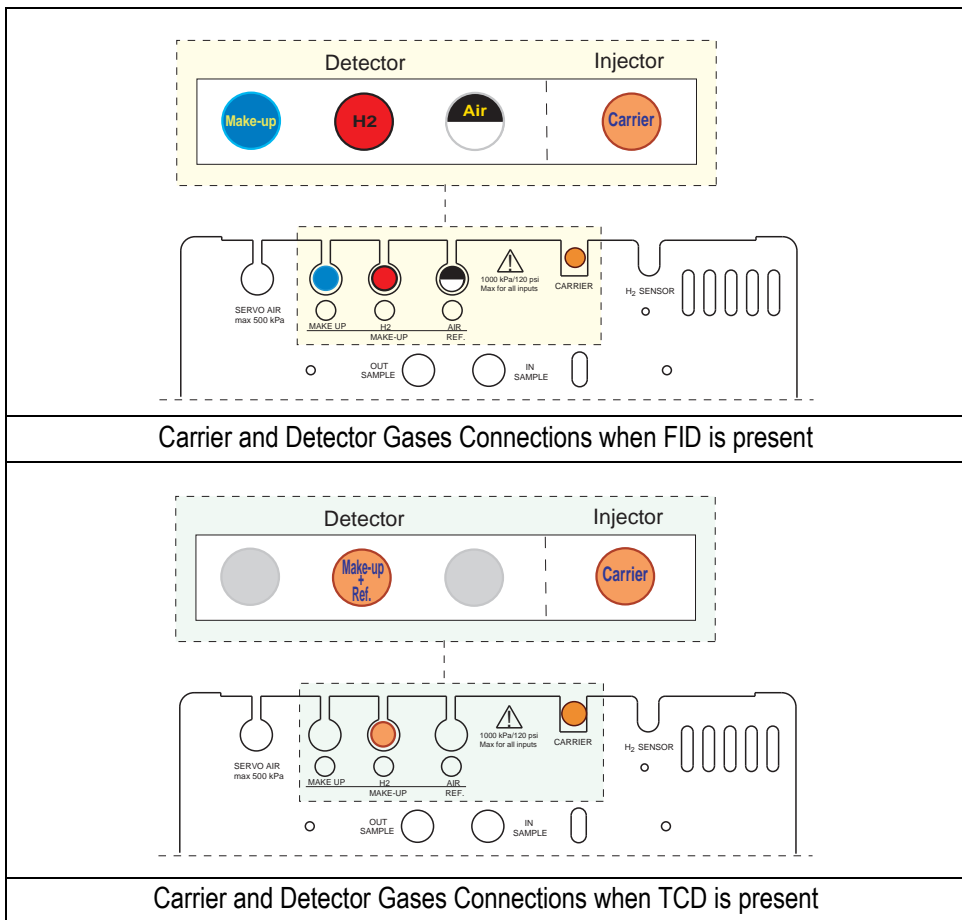 Detector Injector
Make-up H2 Air Carrier
1000 kPa/120 psi
Max for all inputs
CARRIER
H2 SENSOR
SERVO AIR
max 500 kPa
MAKE UP H2 AIR
MAKE-UP REF.
OUT
SAMPLE
IN
SAMPLE
Carrier and Detector Gases Connections when FID is present
Detector Injector
Make-up
+
Ref.
Carrier
1000 kPa/120 psi
Max for all inputs
CARRIER
H2 SENSOR
SERVO AIR
max 500 kPa
MAKE UP H2 AIR
MAKE-UP REF.
OUT
SAMPLE
IN
SAMPLE
Carrier and Detector Gases Connections when TCD is present